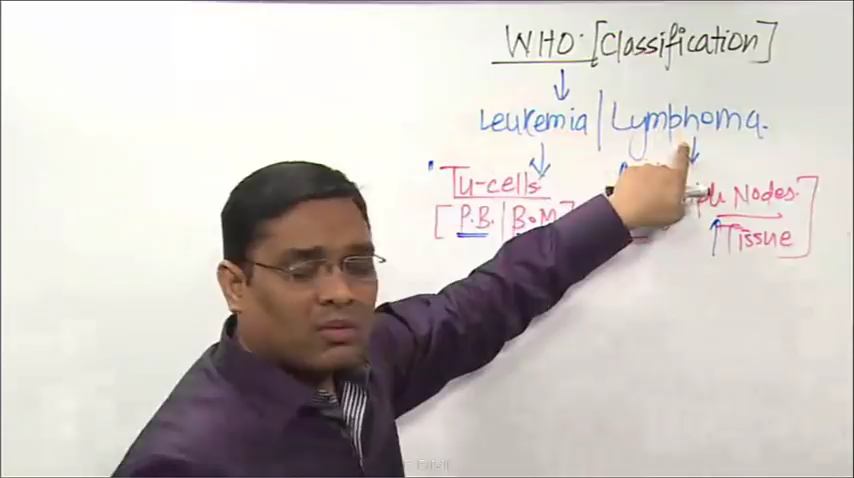 WHO. [Classification]
Leukemia | Lymphoma.
Tu-cells. Nodes.
[P.B. | B.M] Tissue